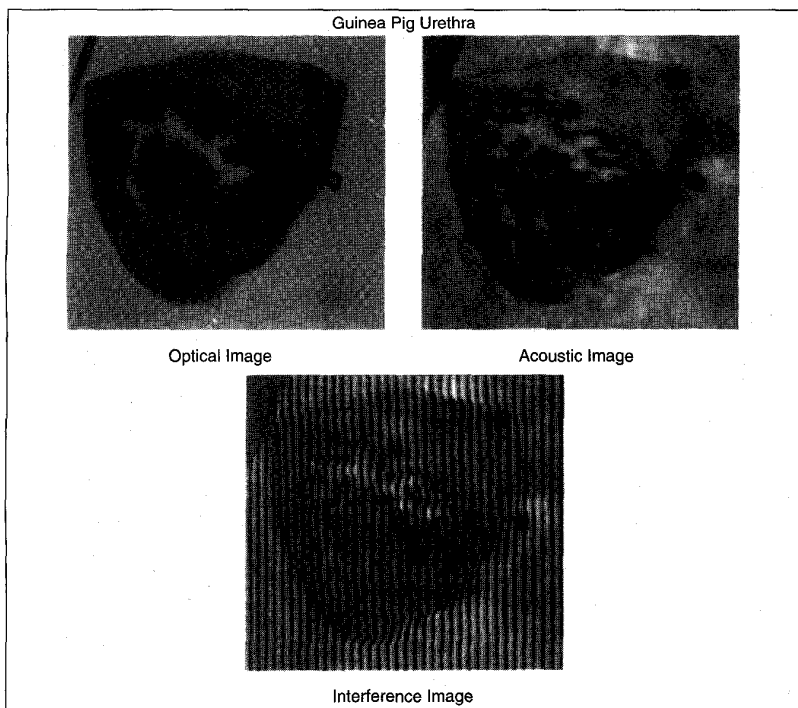 Guinea Pig Urethra
Optical Image
Acoustic Image
Interference Image